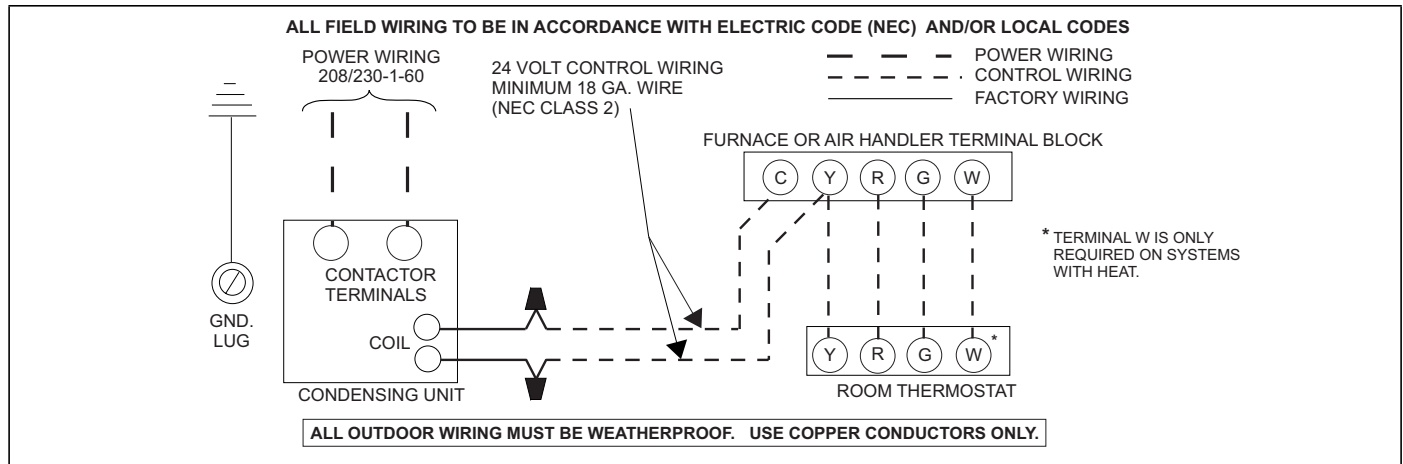 ALL FIELD WIRING TO BE IN ACCORDANCE WITH ELECTRIC CODE (NEC) AND/OR LOCAL CODES
POWER WIRING
208/230-1-60
24 VOLT CONTROL WIRING
MINIMUM 18 GA. WIRE
(NEC CLASS 2)
POWER WIRING
CONTROL WIRING
FACTORY WIRING
FURNACE OR AIR HANDLER TERMINAL BLOCK
C Y R G W
* TERMINAL W IS ONLY
REQUIRED ON SYSTEMS
WITH HEAT.
CONTACTOR
TERMINALS
GND.
LUG
COIL
Y R G W *
CONDENSING UNIT
ROOM THERMOSTAT
ALL OUTDOOR WIRING MUST BE WEATHERPROOF. USE COPPER CONDUCTORS ONLY.